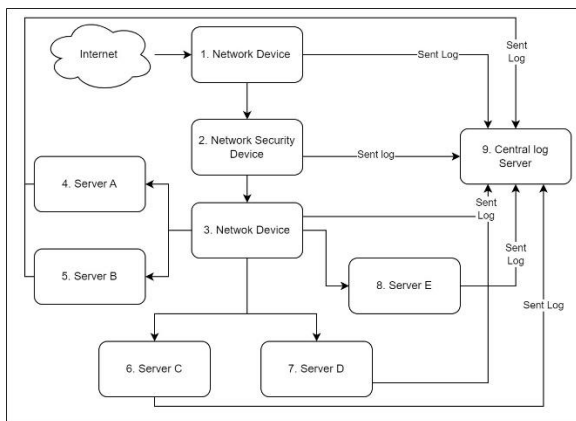 Sent
Log
Internet
1. Network Device
Sent Log
2. Network Security
Device
Sent log
9. Central log
Server
4. Server A
3. Netwok Device
Sent
Log
5. Server B
8. Server E
Sent
Log
Sent Log
6. Server C
7. Server D